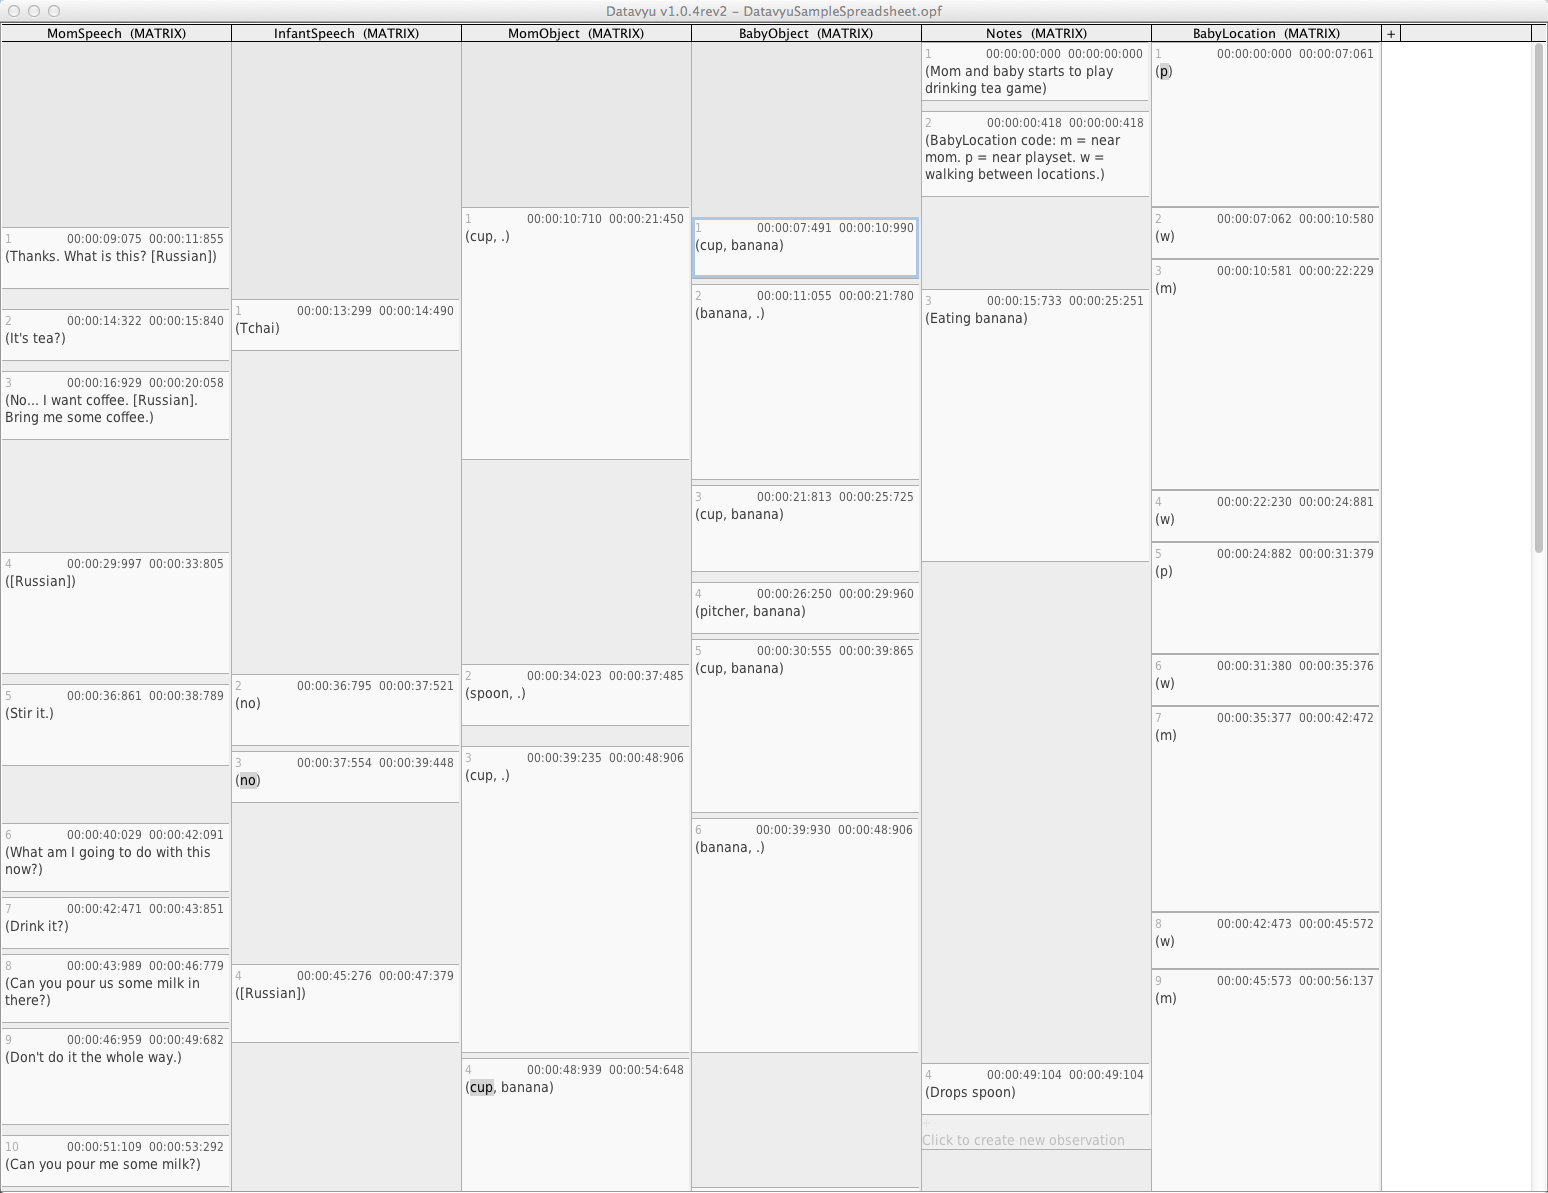 Datavyu v1.0.4rev2 – DatavyuSampleSpreadsheet.opf
MomSpeech (MATRIX)
InfantSpeech (MATRIX)
MomObject (MATRIX)
BabyObject (MATRIX)
Notes (MATRIX)
BabyLocation (MATRIX)
+
1 00:00:09:075 00:00:11:855
(Thanks. What is this? [Russian])
2 00:00:14:322 00:00:15:840
(It's tea?)
3 00:00:16:929 00:00:20:058
(No... I want coffee. [Russian].
Bring me some coffee.)
4 00:00:29:997 00:00:33:805
([Russian])
5 00:00:36:861 00:00:38:789
(Stir it.)
6 00:00:40:029 00:00:42:091
(What am I going to do with this
now?)
7 00:00:42:471 00:00:43:851
(Drink it?)
8 00:00:43:989 00:00:46:779
(Can you pour us some milk in
there?)
9 00:00:46:959 00:00:49:682
(Don't do it the whole way.)
10 00:00:51:109 00:00:53:292
(Can you pour me some milk?)
1 00:00:13:299 00:00:14:490
(Tchai)
2 00:00:36:795 00:00:37:521
(no)
3 00:00:37:554 00:00:39:448
(no)
4 00:00:45:276 00:00:47:379
([Russian])
1 00:00:10:710 00:00:21:450
(cup, .)
2 00:00:34:023 00:00:37:485
(spoon, .)
3 00:00:39:235 00:00:48:906
(cup, .)
4 00:00:48:939 00:00:54:648
(cup, banana)
1 00:00:07:491 00:00:10:990
(cup, banana)
2 00:00:11:055 00:00:21:780
(banana, .)
3 00:00:21:813 00:00:25:725
(cup, banana)
4 00:00:26:250 00:00:29:960
(pitcher, banana)
5 00:00:30:555 00:00:39:865
(cup, banana)
6 00:00:39:930 00:00:48:906
(banana, .)
1 00:00:00:000 00:00:00:000
(Mom and baby starts to play
drinking tea game)
2 00:00:00:418 00:00:00:418
(BabyLocation code: m = near
mom. p = near playset. w =
walking between locations.)
3 00:00:15:733 00:00:25:251
(Eating banana)
4 00:00:49:104 00:00:49:104
(Drops spoon)
+
Click to create new observation
1 00:00:00:000 00:00:07:061
(p)
2 00:00:07:062 00:00:10:580
(w)
3 00:00:10:581 00:00:22:229
(m)
4 00:00:22:230 00:00:24:881
(w)
5 00:00:24:882 00:00:31:379
(p)
6 00:00:31:380 00:00:35:376
(w)
7 00:00:35:377 00:00:42:472
(m)
8 00:00:42:473 00:00:45:572
(w)
9 00:00:45:573 00:00:56:137
(m)